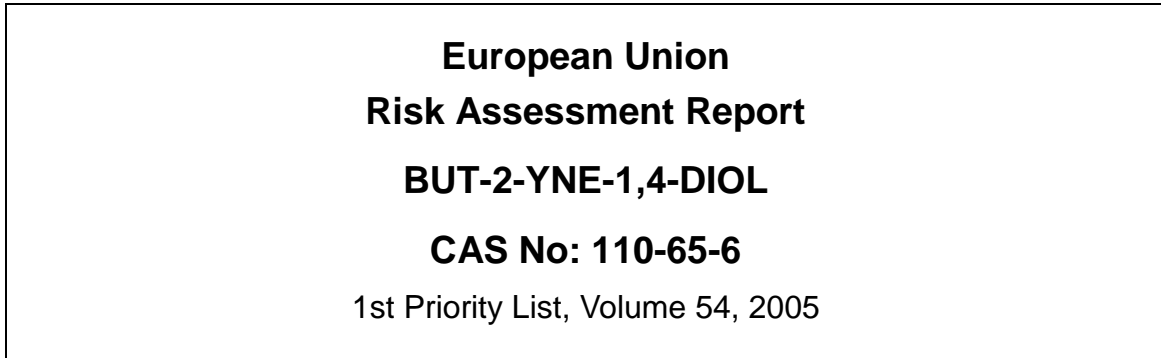 European Union
Risk Assessment Report
BUT-2-YNE-1,4-DIOL
CAS No: 110-65-6
1st Priority List, Volume 54, 2005